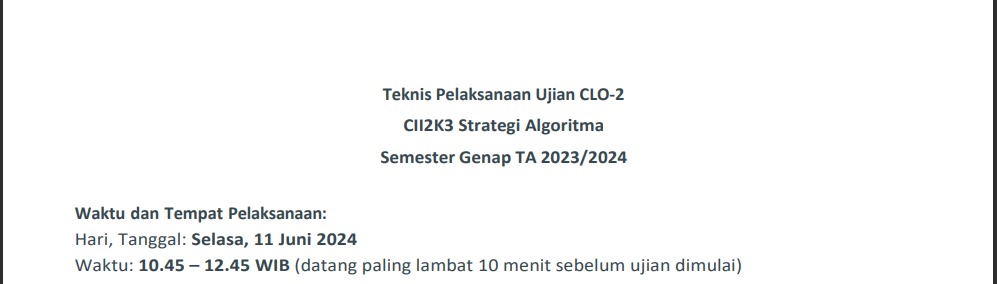 Teknis Pelaksanaan Ujian CLO-2
CII2K3 Strategi Algoritma
Semester Genap TA 2023/2024
Waktu dan Tempat Pelaksanaan:
Hari, Tanggal: Selasa, 11 Juni 2024
Waktu: 10.45 – 12.45 WIB (datang paling lambat 10 menit sebelum ujian dimulai)